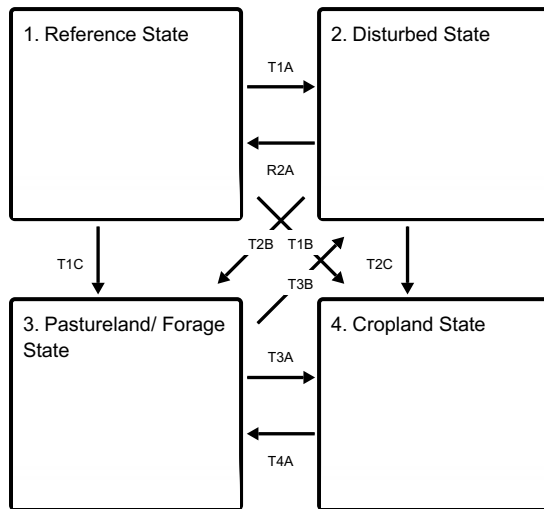 1. Reference State
2. Disturbed State
T1A
R2A
T2B
T1B
T1C
T2C
T3B
3. Pastureland/ Forage
State
4. Cropland State
T3A
T4A